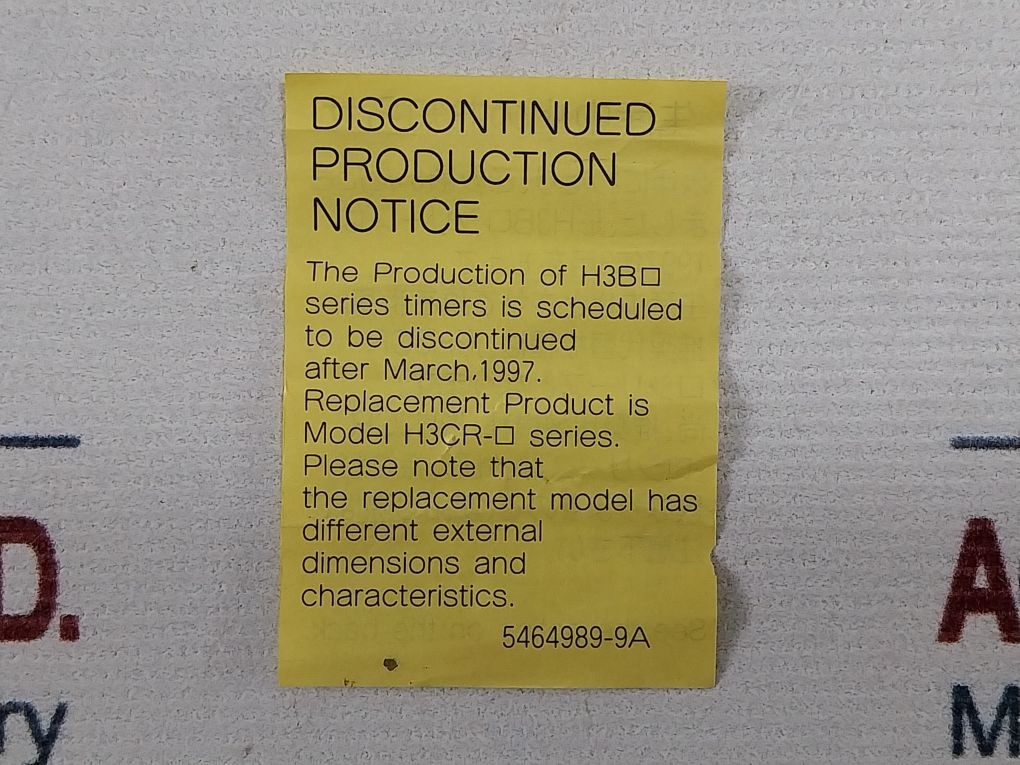 DISCONTINUED
PRODUCTION
NOTICE
The Production of H3B□
series timers is scheduled
to be discontinued
after March,1997.
Replacement Product is
Model H3CR-□ series.
Please note that
the replacement model has
different external
dimensions and
characteristics.
5464989-9A
D.
ry
A
M